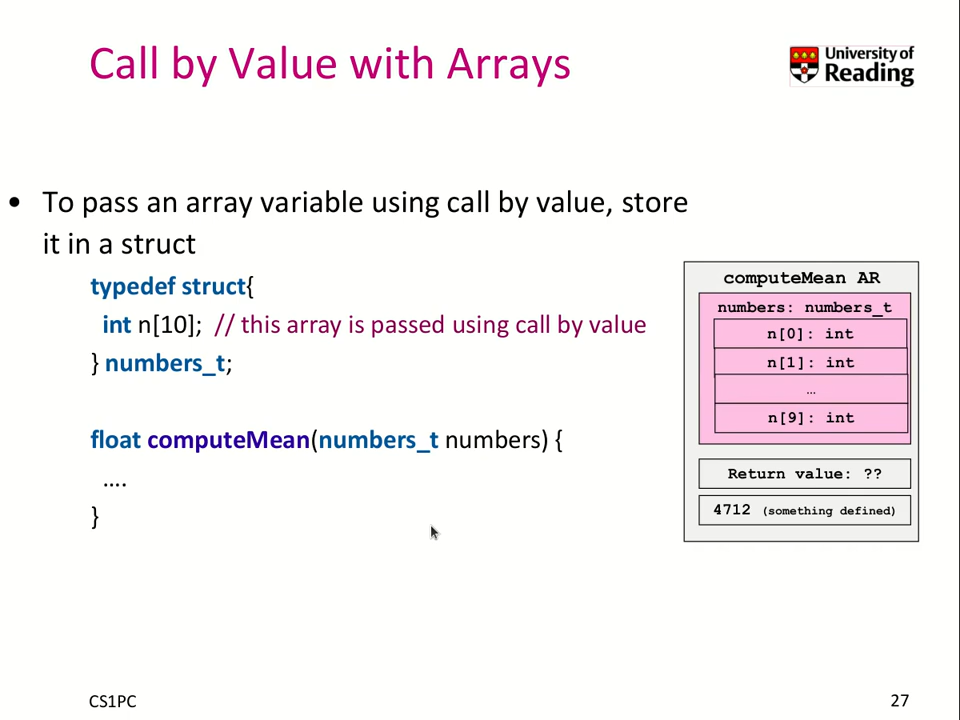 Call by Value with Arrays
University of
Reading
• To pass an array variable using call by value, store
it in a struct
typedef struct{
int n[10]; // this array is passed using call by value
} numbers_t;
float computeMean(numbers_t numbers) {
….
}
computeMean AR
numbers: numbers_t
n[0]: int
n[1]: int
…
n[9]: int
Return value: ??
4712 (something defined)
CS1PC
27